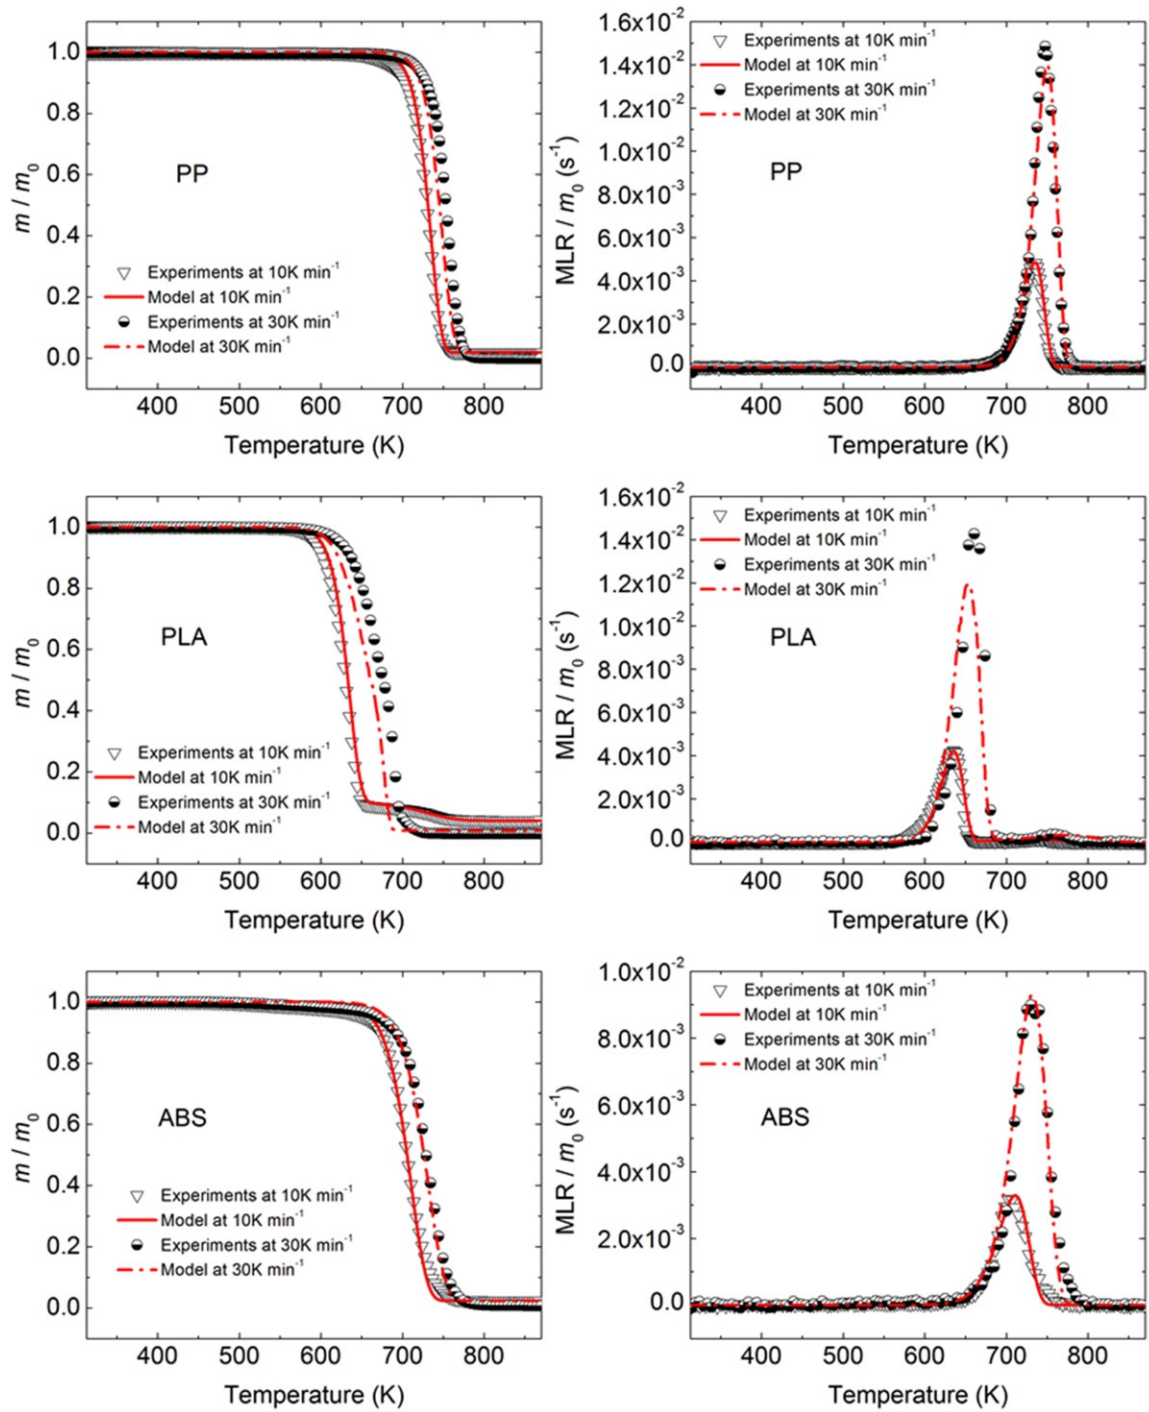 1.0
0.8
0.6
0.4
0.2
0.0
m / m₀
PP
Experiments at 10K min⁻¹
Model at 10K min⁻¹
Experiments at 30K min⁻¹
Model at 30K min⁻¹
400 500 600 700 800
Temperature (K)
1.6x10⁻²
1.4x10⁻²
1.2x10⁻²
1.0x10⁻²
8.0x10⁻³
6.0x10⁻³
4.0x10⁻³
2.0x10⁻³
0.0
MLR / m₀ (s⁻¹)
Experiments at 10K min⁻¹
Model at 10K min⁻¹
Experiments at 30K min⁻¹
Model at 30K min⁻¹
PP
400 500 600 700 800
Temperature (K)
1.0
0.8
0.6
0.4
0.2
0.0
m / m₀
PLA
Experiments at 10K min⁻¹
Model at 10K min⁻¹
Experiments at 30K min⁻¹
Model at 30K min⁻¹
400 500 600 700 800
Temperature (K)
1.6x10⁻²
1.4x10⁻²
1.2x10⁻²
1.0x10⁻²
8.0x10⁻³
6.0x10⁻³
4.0x10⁻³
2.0x10⁻³
0.0
MLR / m₀ (s⁻¹)
Experiments at 10K min⁻¹
Model at 10K min⁻¹
Experiments at 30K min⁻¹
Model at 30K min⁻¹
PLA
400 500 600 700 800
Temperature (K)
1.0
0.8
0.6
0.4
0.2
0.0
m / m₀
ABS
Experiments at 10K min⁻¹
Model at 10K min⁻¹
Experiments at 30K min⁻¹
Model at 30K min⁻¹
400 500 600 700 800
Temperature (K)
1.0x10⁻²
8.0x10⁻³
6.0x10⁻³
4.0x10⁻³
2.0x10⁻³
0.0
MLR / m₀ (s⁻¹)
Experiments at 10K min⁻¹
Model at 10K min⁻¹
Experiments at 30K min⁻¹
Model at 30K min⁻¹
ABS
400 500 600 700 800
Temperature (K)